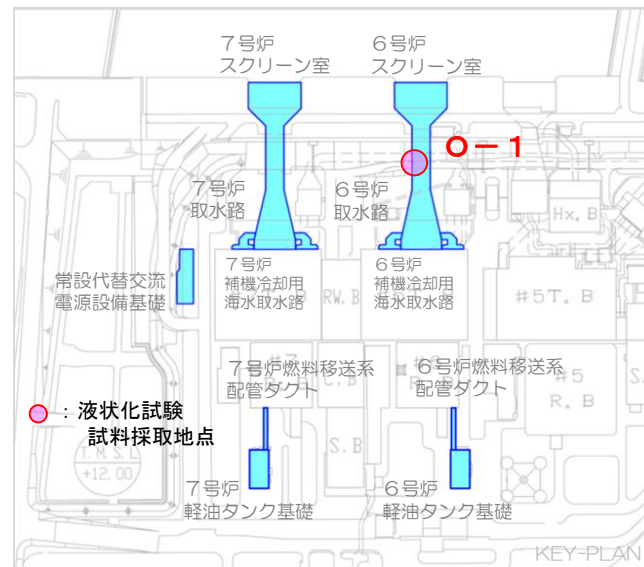 7号炉
スクリーン室
6号炉
スクリーン室
O－1
7号炉
取水路
6号炉
取水路
Hx. B
常設代替交流
電源設備基礎
7号炉
補機冷却用
海水取水路
RW. B
6号炉
補機冷却用
海水取水路
#5T. B
7号炉燃料移送系
配管ダクト
6号炉燃料移送系
配管ダクト
#5
R. B
：液状化試験
試料採取地点
S. B
S. B
T. M. S. L
+12. 00
7号炉
軽油タンク基礎
6号炉
軽油タンク基礎
KEY-PLAN